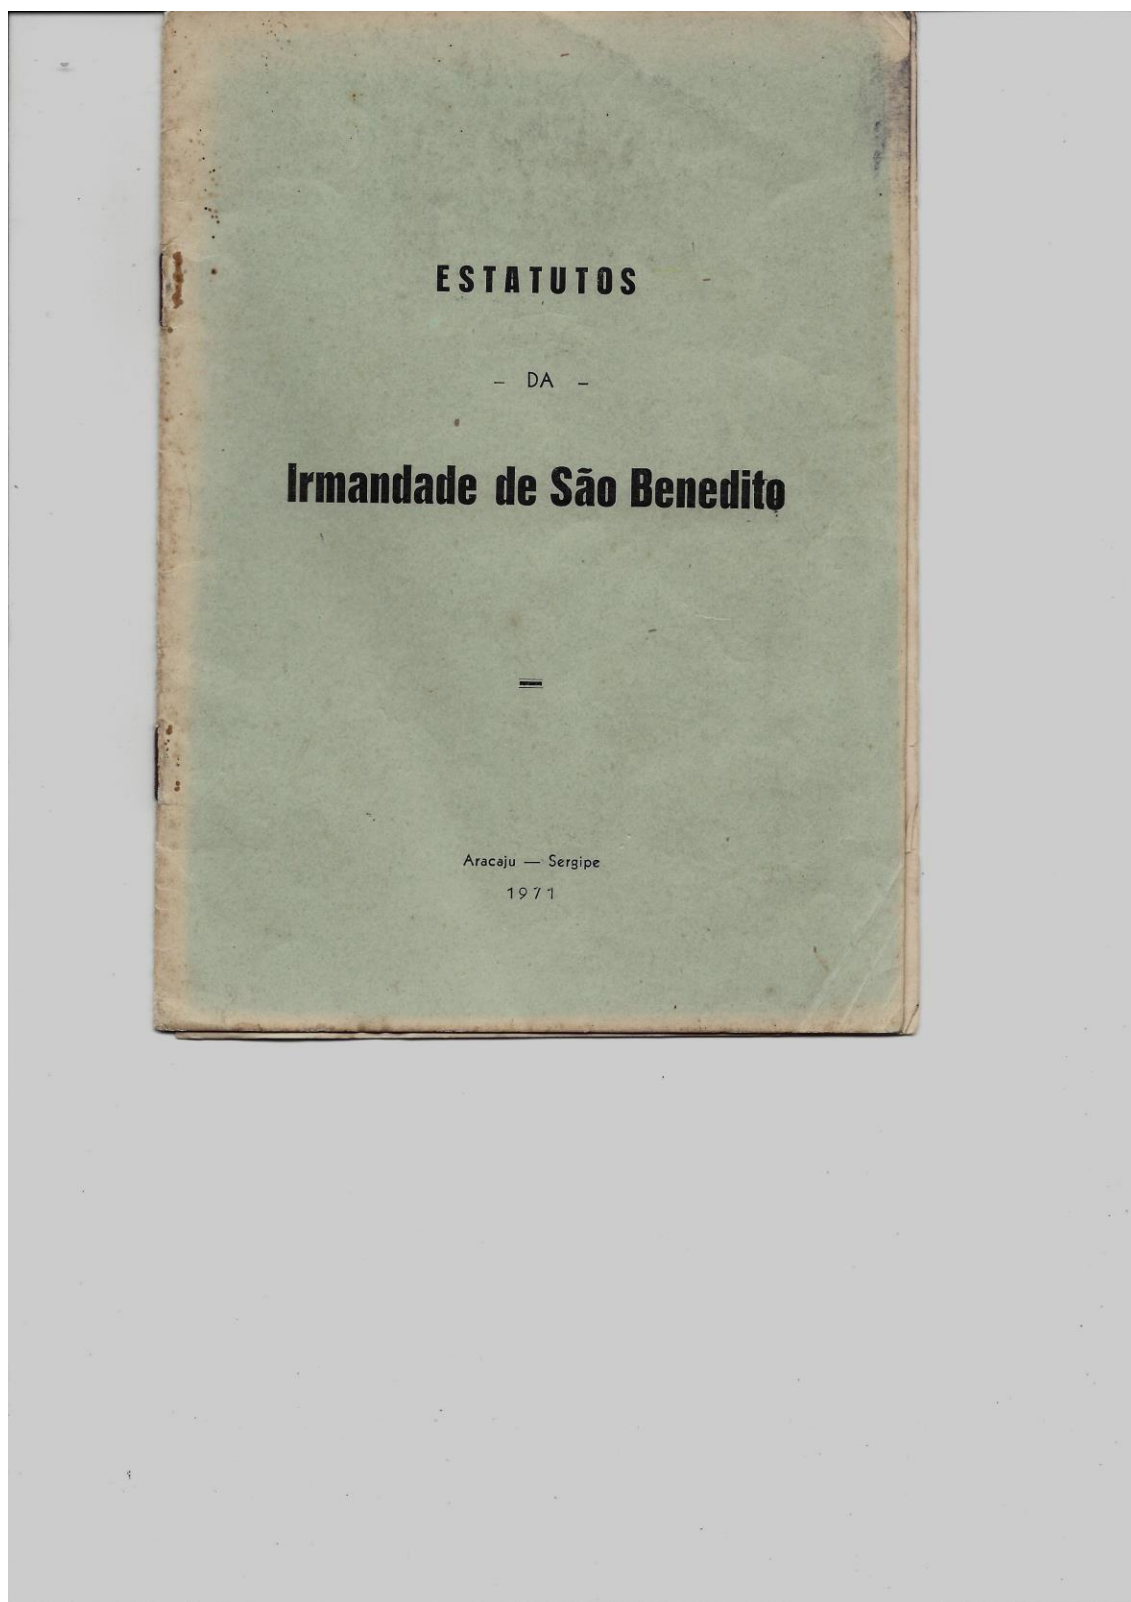 ESTATUTOS
– DA –
Irmandade de São Benedito
Aracaju — Sergipe
1971